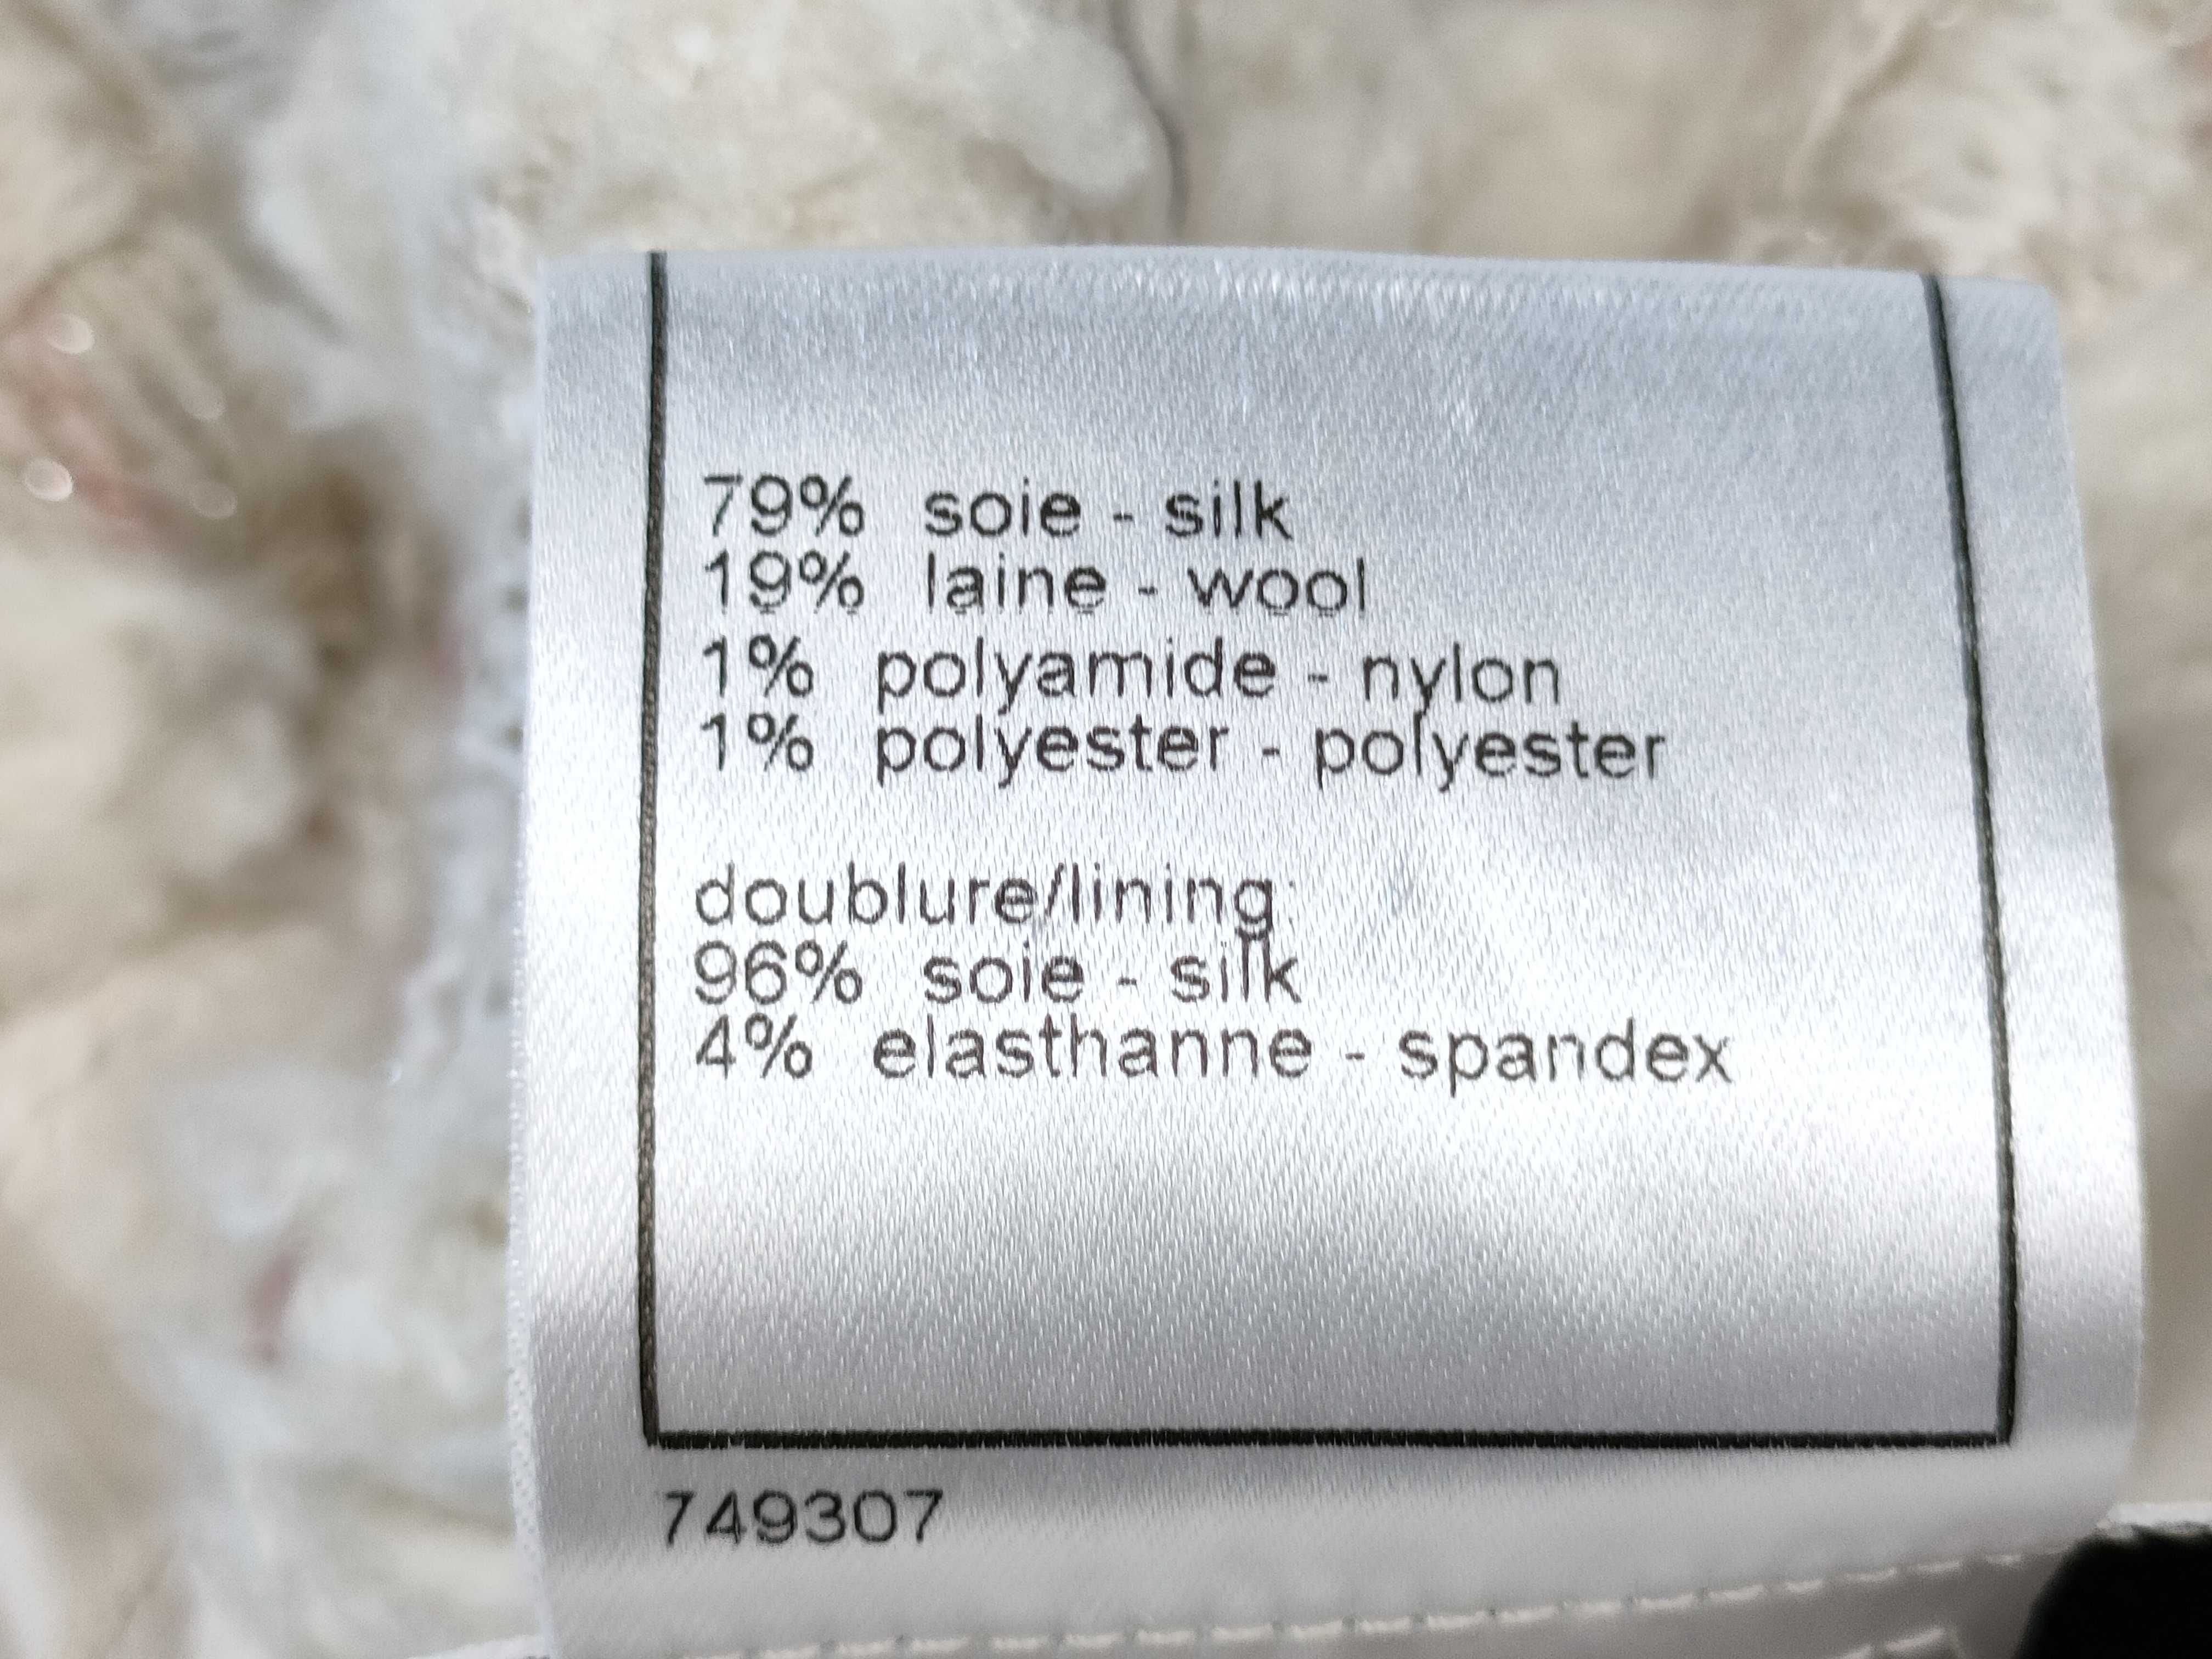 79% soie - silk
19% laine - wool
1% polyamide - nylon
1% polyester - polyester
doublure/lining:
96% soie - silk
4% elasthanne - spandex
749307